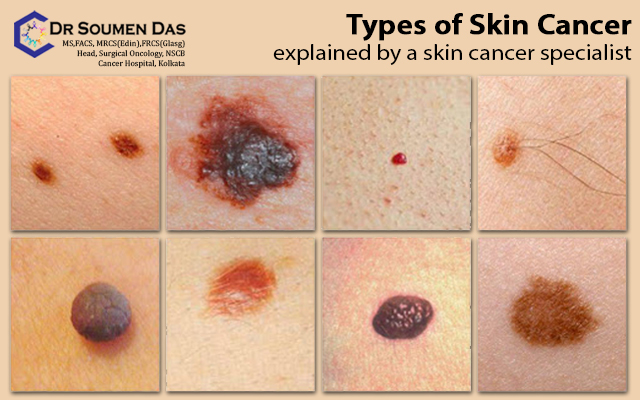 DR SOUMEN DAS
MS,FACS, MRCS(Edin),FRCS(Glasg)
Head, Surgical Oncology, NSCB
Cancer Hospital, Kolkata
Types of Skin Cancer
explained by a skin cancer specialist